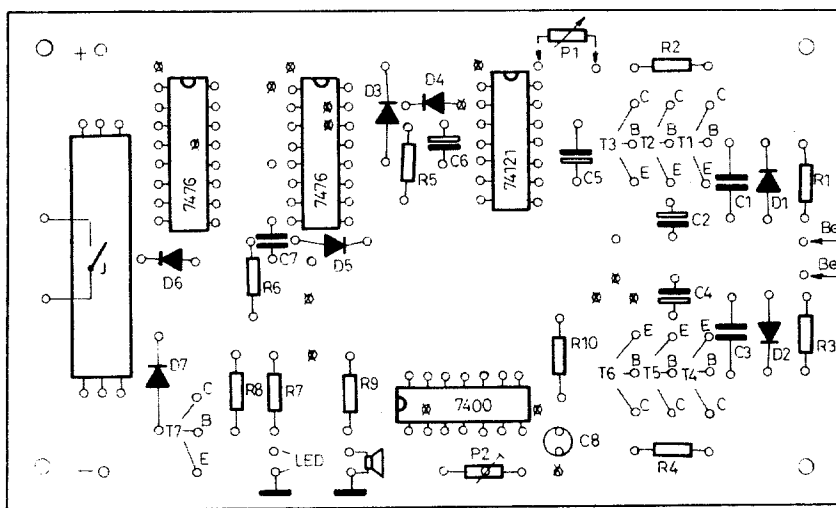 P1
R2
+
D3
D4
C
C
C
7476
7476
C6
R5
74121
C5
T3
B
T2
B
T1
B
E
E
E
C1
D1
R1
C2
Be
J
D6
C7
R6
D5
Be
C4
D7
R8
R7
R9
R10
E
E
E
B
B
B
T6
T5
T4
C3
D2
R3
C
C
C
C
B
T7
E
7400
LED
P2
C8
R4
−